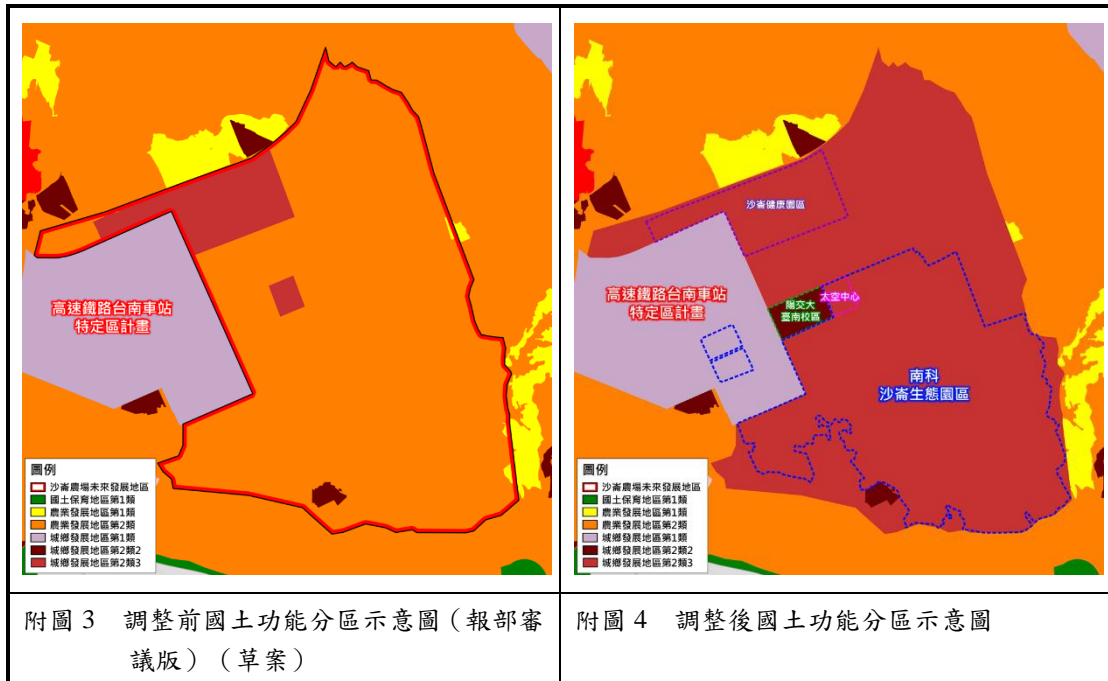 高速鐵路台南車站
特定區計畫
圖例
沙崙農場未來發展地區
國土保育地區第1類
農業發展地區第1類
農業發展地區第2類
城鄉發展地區第1類
城鄉發展地區第2類2
城鄉發展地區第2類3
附圖 3 調整前國土功能分區示意圖（報部審
議版）（草案）
沙崙健康園區
高速鐵路台南車站
特定區計畫
陽交大
臺南校區
太空中心
南科
沙崙生態園區
圖例
沙崙農場未來發展地區
國土保育地區第1類
農業發展地區第1類
農業發展地區第2類
城鄉發展地區第1類
城鄉發展地區第2類2
城鄉發展地區第2類3
附圖 4 調整後國土功能分區示意圖